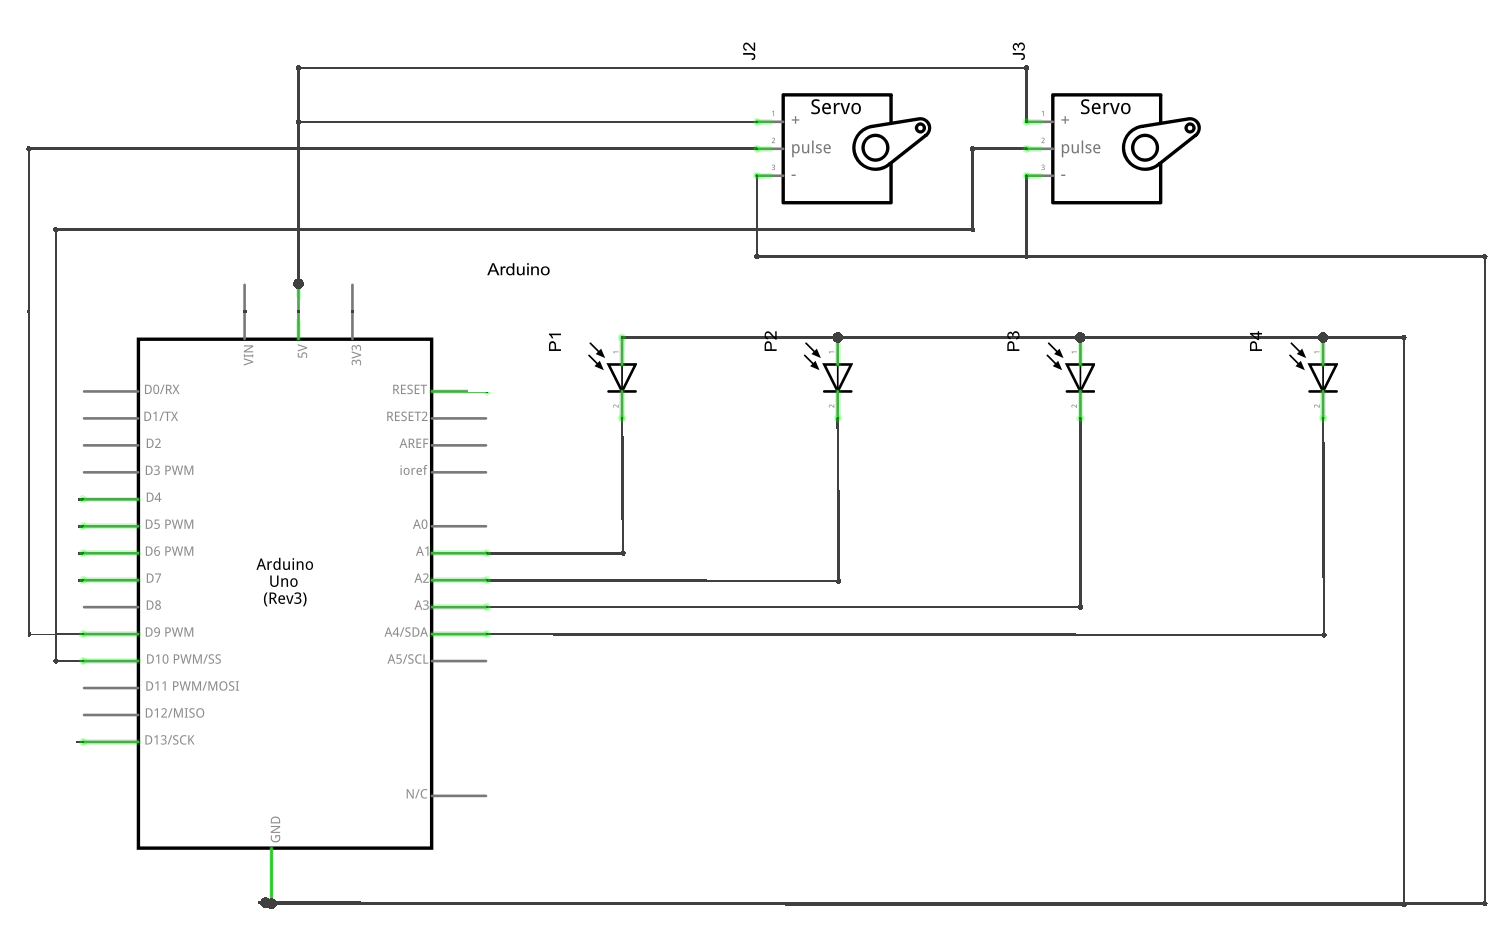 J2
J3
Servo
Servo
1
+
1
+
2
pulse
2
pulse
3
-
3
-
Arduino
VIN
5V
3V3
P1
P2
P3
P4
1
1
1
1
2
2
2
2
D0/RX
RESET
D1/TX
RESET2
D2
AREF
D3 PWM
ioref
D4
D5 PWM
A0
D6 PWM
A1
D7
A2
Arduino
Uno
(Rev3)
D8
A3
D9 PWM
A4/SDA
D10 PWM/SS
A5/SCL
D11 PWM/MOSI
D12/MISO
D13/SCK
N/C
GND